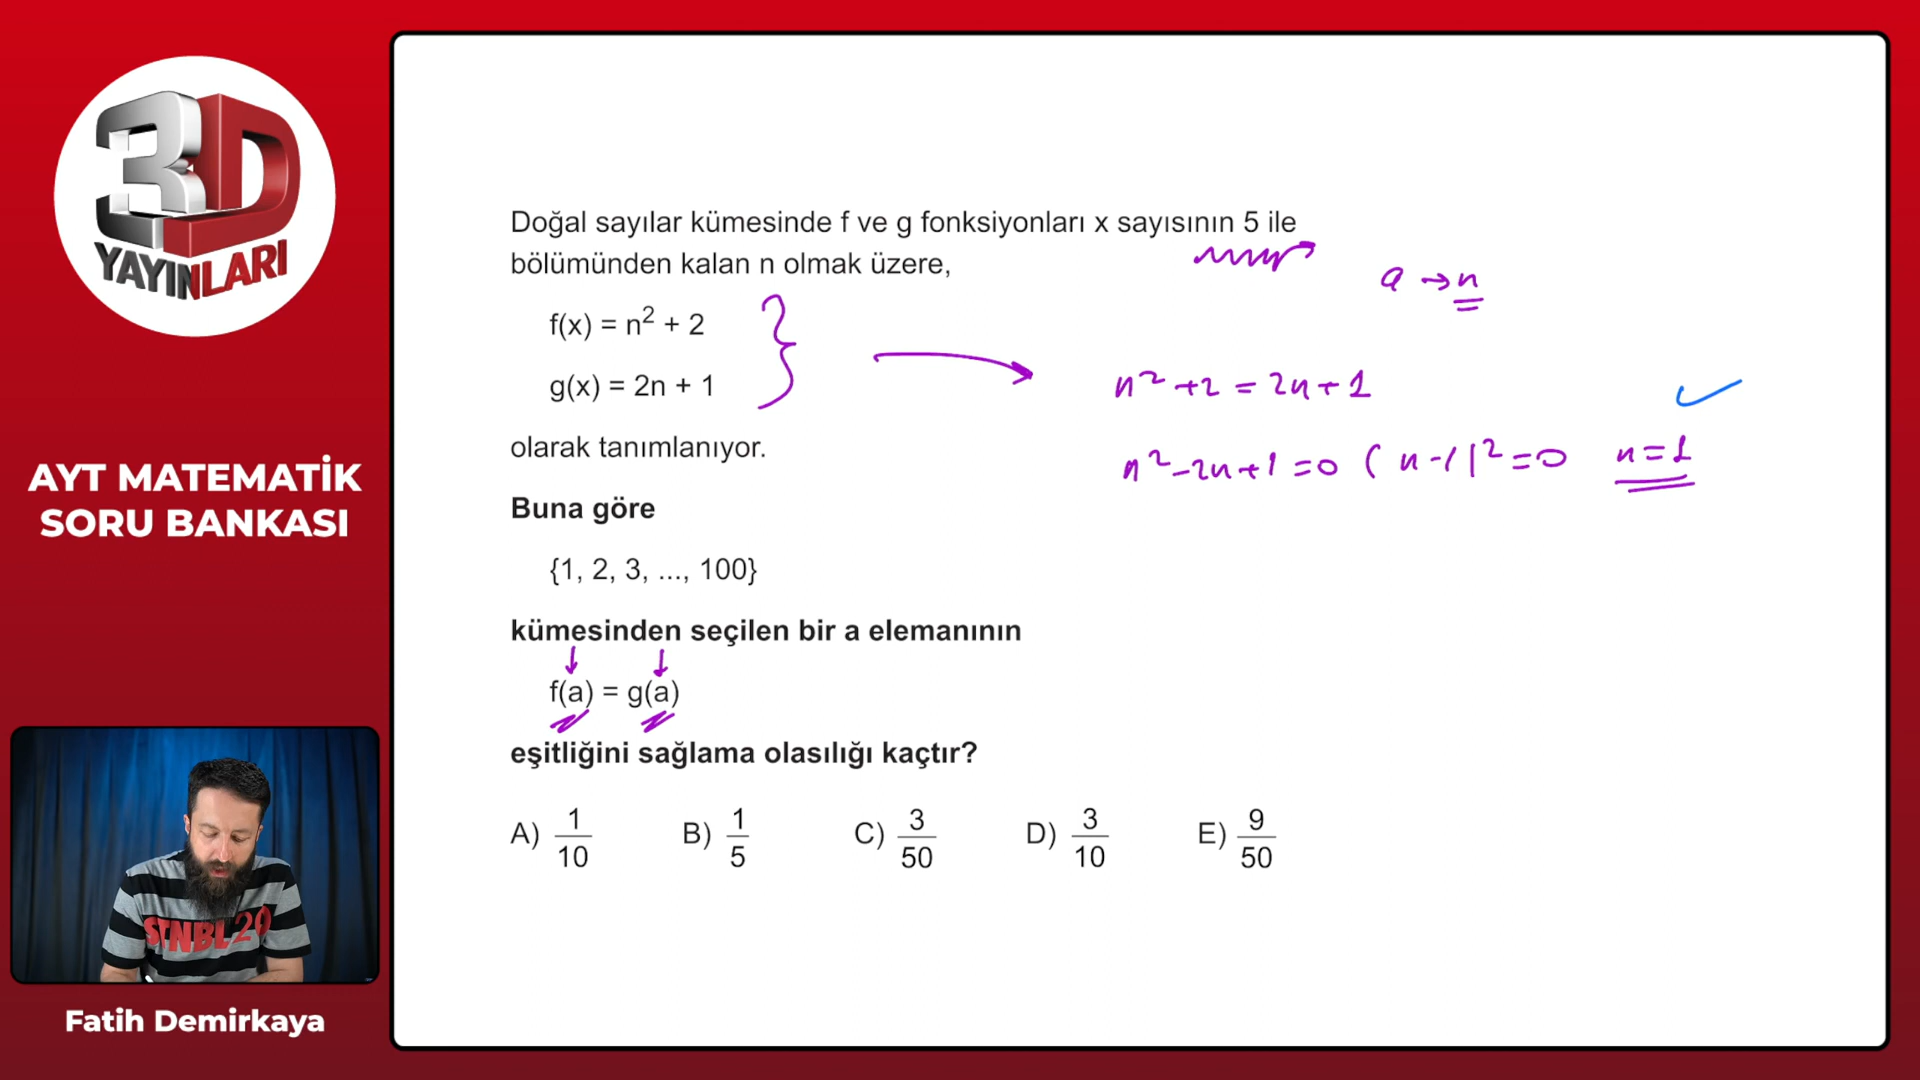 3D
YAYINLARI
AYT MATEMATİK
SORU BANKASI
STNBL 20
Fatih Demirkaya
Doğal sayılar kümesinde f ve g fonksiyonları x sayısının 5 ile
bölümünden kalan n olmak üzere,
f(x) = n² + 2
g(x) = 2n + 1
olarak tanımlanıyor.
Buna göre
{1, 2, 3, ..., 100}
kümesinden seçilen bir a elemanının
f(a) = g(a)
eşitliğini sağlama olasılığı kaçtır?
A) 1/10 B) 1/5 C) 3/50 D) 3/10 E) 9/50
a → n
n² + 2 = 2n + 1
n² - 2n + 1 = 0 (n - 1)² = 0 n = 1